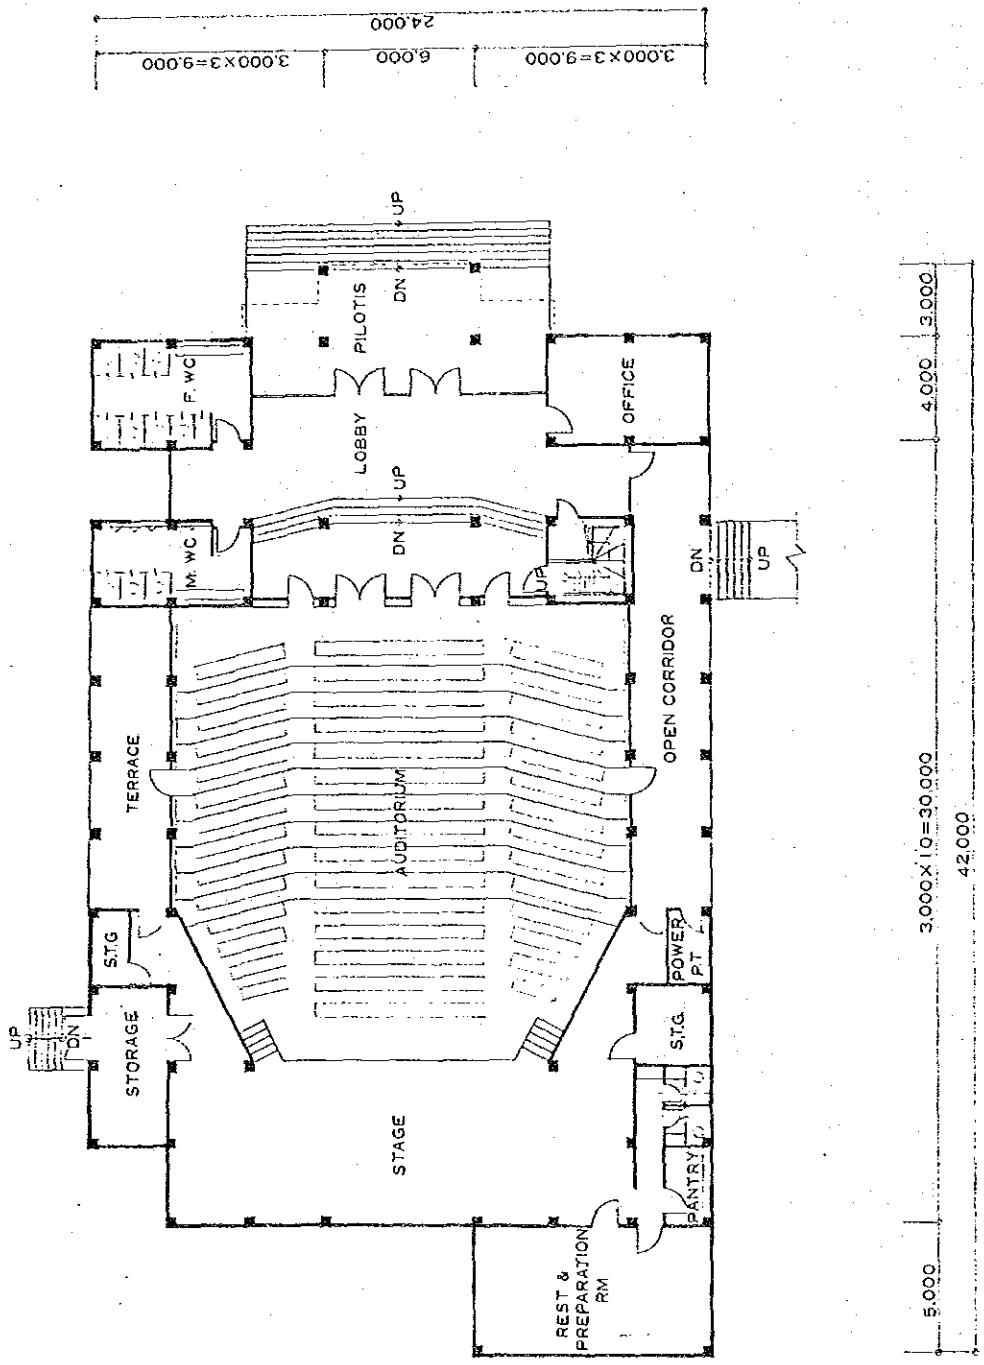 24.000
3.000×3=9.000
6.000
3.000×3=9.000
UP
DN
PILOTIS
F. WC
LOBBY
OFFICE
UP
DN
M. WC
UP
DN
UP
TERRACE
AUDITORIUM
OPEN CORRIDOR
S.T.G
POWER
P.T
UP
DN
STORAGE
S.T.G.
STAGE
PANTRY
REST &
PREPARATION
RM
3.000
4.000
3.000×10=30.000
42.000
5.000